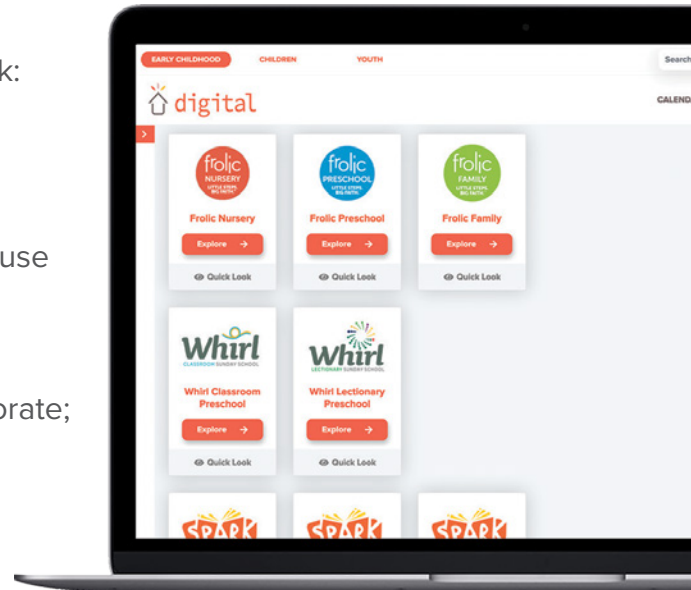 k:
use
orate;
EARLY CHILDHOOD CHILDREN YOUTH Search
digital CALENDA
frolic NURSERY LITTLE STEPS BIG FAITH
frolic PRESCHOOL LITTLE STEPS BIG FAITH
frolic FAMILY LITTLE STEPS BIG FAITH
Frolic Nursery Frolic Preschool Frolic Family
Explore → Explore → Explore →
Quick Look Quick Look Quick Look
Whirl CLASSROOM SUNDAY SCHOOL
Whirl LECTIONARY SUNDAY SCHOOL
Whirl Classroom Whirl Lectionary
Preschool Preschool
Explore → Explore →
Quick Look Quick Look
SPARK SPARK SPARK